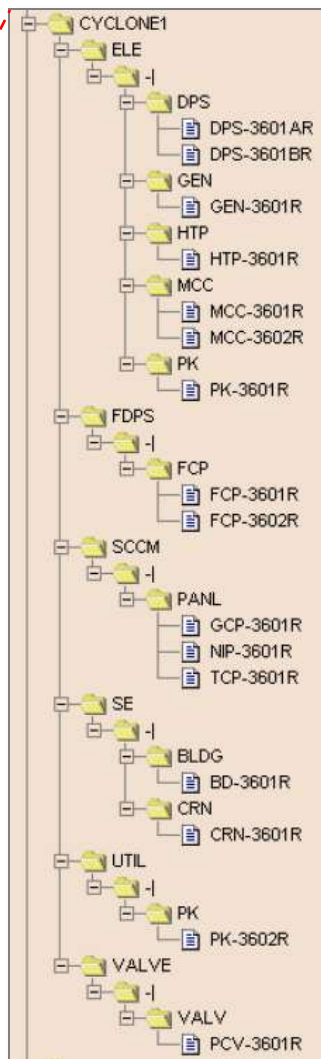 CYCLONE1
ELE
-|
DPS
DPS-3601AR
DPS-3601BR
GEN
GEN-3601R
HTP
HTP-3601R
MCC
MCC-3601R
MCC-3602R
PK
PK-3601R
FDPS
-|
FCP
FCP-3601R
FCP-3602R
SCCM
-|
PANL
GCP-3601R
NIP-3601R
TCP-3601R
SE
-|
BLDG
BD-3601R
CRN
CRN-3601R
UTIL
-|
PK
PK-3602R
VALVE
-|
VALV
PCV-3601R